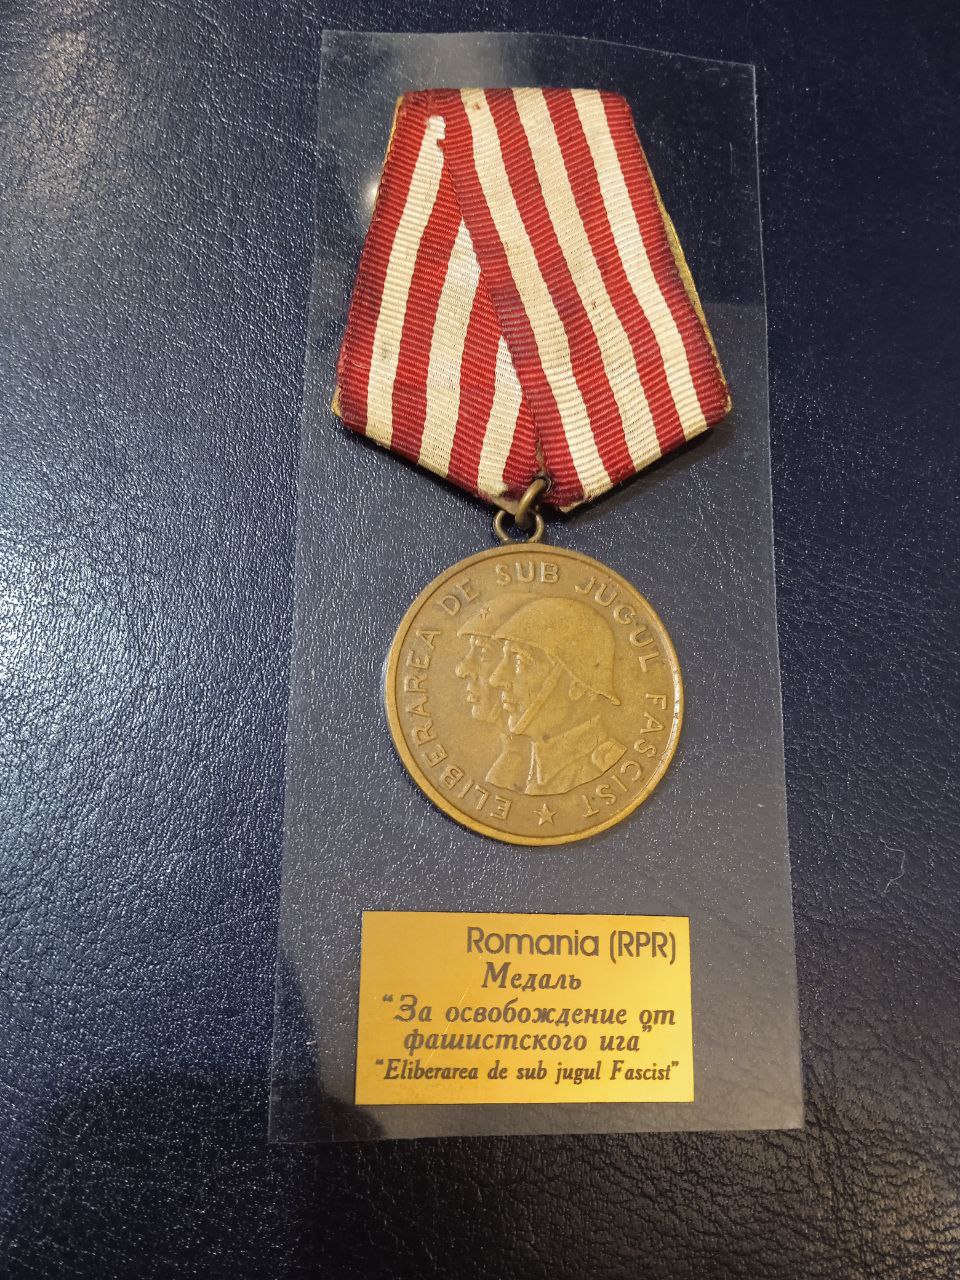 ELIBERAREA DE SUB JUGUL FASCIST
Romania (RPR)
Медаль
“За освобождение от
фашистского ига”
“Eliberarea de sub jugul Fascist”